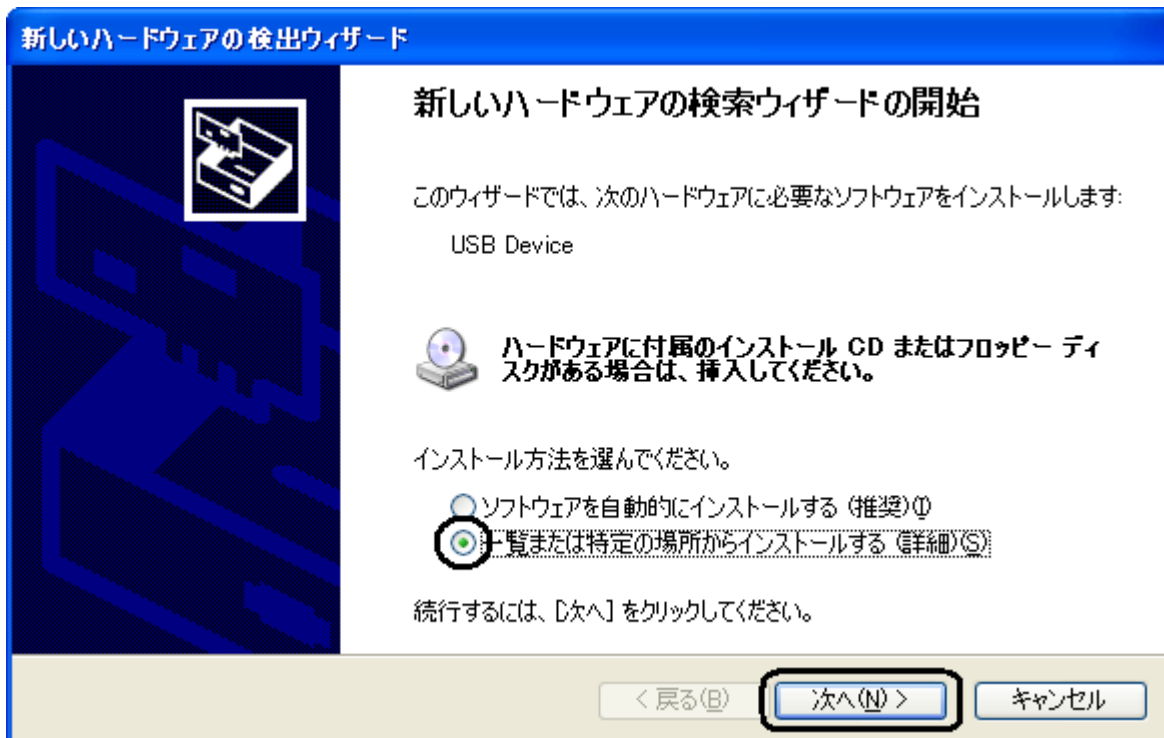 新しいハードウェアの検出ウィザード
新しいハードウェアの検索ウィザードの開始
このウィザードでは、次のハードウェアに必要なソフトウェアをインストールします:
USB Device
ハードウェアに付属のインストール CD またはフロッピー ディ
スクがある場合は、挿入してください。
インストール方法を選んでください。
ソフトウェアを自動的にインストールする (推奨)(I)
一覧または特定の場所からインストールする (詳細)(S)
続行するには、[次へ] をクリックしてください。
< 戻る(B)
次へ(N) >
キャンセル